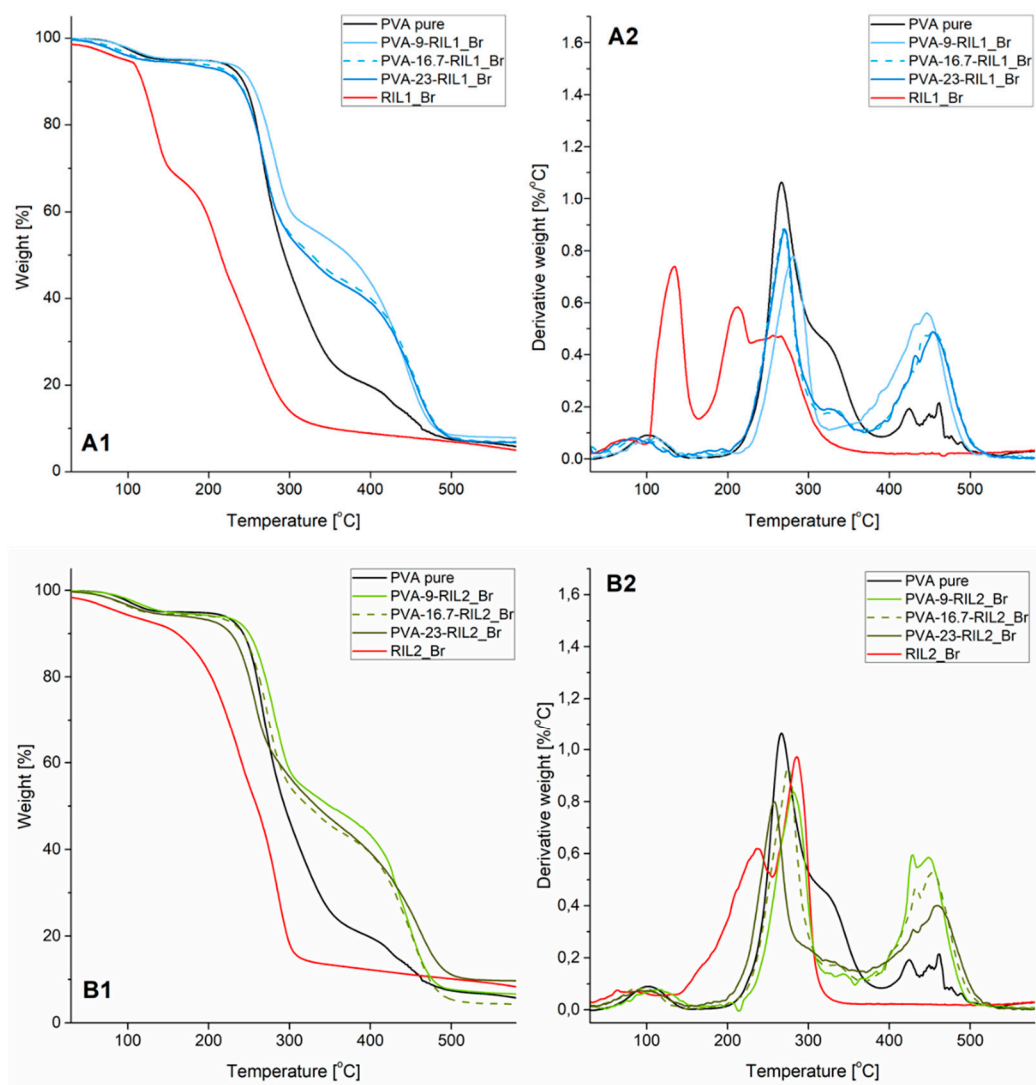 A1
PVA pure
PVA-9-RIL1_Br
PVA-16.7-RIL1_Br
PVA-23-RIL1_Br
RIL1_Br
100
80
60
40
20
0
Weight [%]
100 200 300 400 500
Temperature [°C]
A2
PVA pure
PVA-9-RIL1_Br
PVA-16.7-RIL1_Br
PVA-23-RIL1_Br
RIL1_Br
1.6
1.4
1.2
1.0
0.8
0.6
0.4
0.2
0.0
Derivative weight [%/°C]
100 200 300 400 500
Temperature [°C]
B1
PVA pure
PVA-9-RIL2_Br
PVA-16.7-RIL2_Br
PVA-23-RIL2_Br
RIL2_Br
100
80
60
40
20
0
Weight [%]
100 200 300 400 500
Temperature [°C]
B2
PVA pure
PVA-9-RIL2_Br
PVA-16.7-RIL2_Br
PVA-23-RIL2_Br
RIL2_Br
1,6
1,4
1,2
1,0
0,8
0,6
0,4
0,2
0,0
Derivative weight [%/°C]
100 200 300 400 500
Temperature [°C]